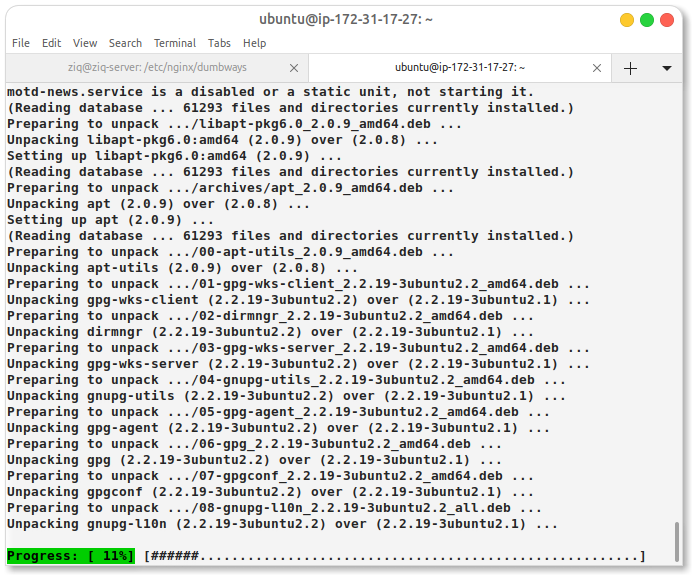 ubuntu@ip-172-31-17-27: ~
File Edit View Search Terminal Tabs Help
ziq@ziq-server: /etc/nginx/dumbways ubuntu@ip-172-31-17-27: ~
motd-news.service is a disabled or a static unit, not starting it.
(Reading database ... 61293 files and directories currently installed.)
Preparing to unpack .../libapt-pkg6.0_2.0.9_amd64.deb ...
Unpacking libapt-pkg6.0:amd64 (2.0.9) over (2.0.8) ...
Setting up libapt-pkg6.0:amd64 (2.0.9) ...
(Reading database ... 61293 files and directories currently installed.)
Preparing to unpack .../archives/apt_2.0.9_amd64.deb ...
Unpacking apt (2.0.9) over (2.0.8) ...
Setting up apt (2.0.9) ...
(Reading database ... 61293 files and directories currently installed.)
Preparing to unpack .../00-apt-utils_2.0.9_amd64.deb ...
Unpacking apt-utils (2.0.9) over (2.0.8) ...
Preparing to unpack .../01-gpg-wks-client_2.2.19-3ubuntu2.2_amd64.deb ...
Unpacking gpg-wks-client (2.2.19-3ubuntu2.2) over (2.2.19-3ubuntu2.1) ...
Preparing to unpack .../02-dirmngr_2.2.19-3ubuntu2.2_amd64.deb ...
Unpacking dirmngr (2.2.19-3ubuntu2.2) over (2.2.19-3ubuntu2.1) ...
Preparing to unpack .../03-gpg-wks-server_2.2.19-3ubuntu2.2_amd64.deb ...
Unpacking gpg-wks-server (2.2.19-3ubuntu2.2) over (2.2.19-3ubuntu2.1) ...
Preparing to unpack .../04-gnupg-utils_2.2.19-3ubuntu2.2_amd64.deb ...
Unpacking gnupg-utils (2.2.19-3ubuntu2.2) over (2.2.19-3ubuntu2.1) ...
Preparing to unpack .../05-gpg-agent_2.2.19-3ubuntu2.2_amd64.deb ...
Unpacking gpg-agent (2.2.19-3ubuntu2.2) over (2.2.19-3ubuntu2.1) ...
Preparing to unpack .../06-gpg_2.2.19-3ubuntu2.2_amd64.deb ...
Unpacking gpg (2.2.19-3ubuntu2.2) over (2.2.19-3ubuntu2.1) ...
Preparing to unpack .../07-gpgconf_2.2.19-3ubuntu2.2_amd64.deb ...
Unpacking gpgconf (2.2.19-3ubuntu2.2) over (2.2.19-3ubuntu2.1) ...
Preparing to unpack .../08-gnupg-l10n_2.2.19-3ubuntu2.2_all.deb ...
Unpacking gnupg-l10n (2.2.19-3ubuntu2.2) over (2.2.19-3ubuntu2.1) ...
Progress: [ 11%] [######.......................................................]